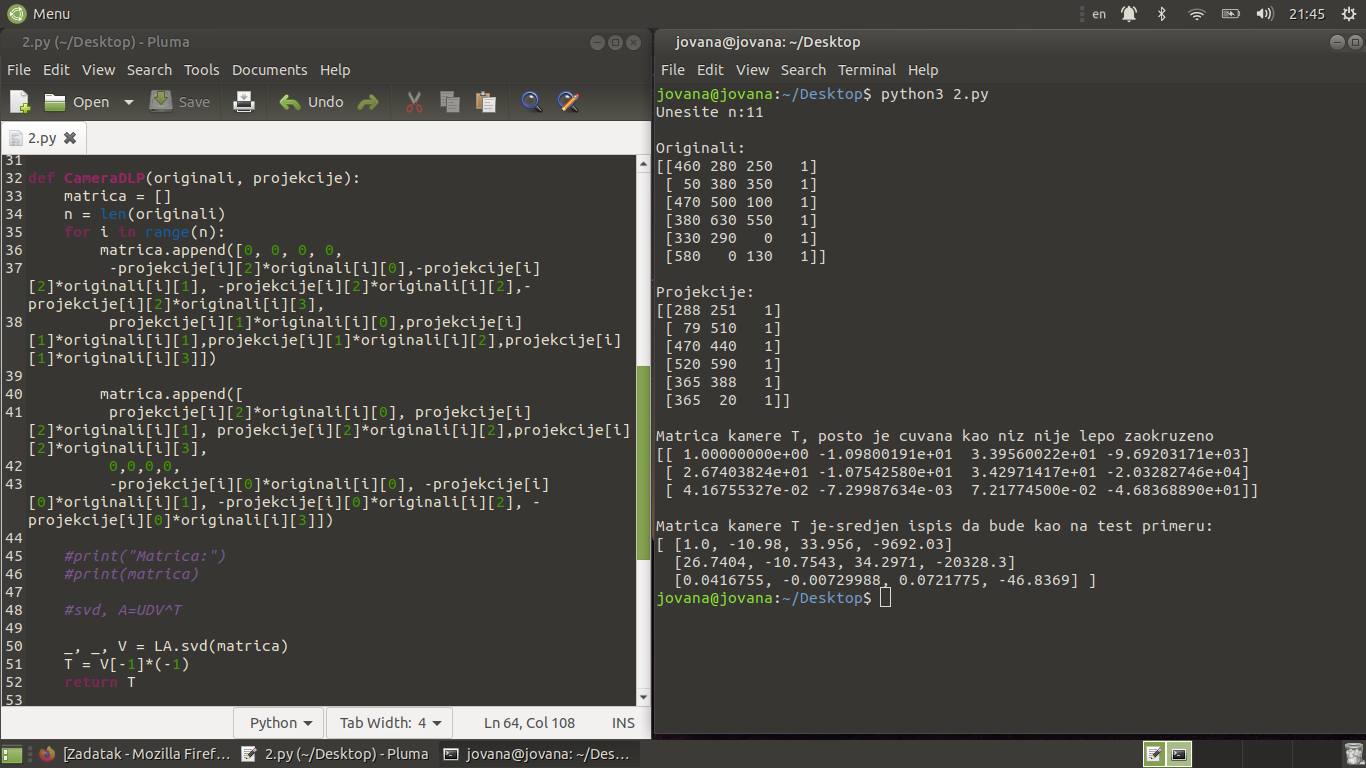 Menu
en
21:45
2.py (~/Desktop) - Pluma
File Edit View Search Tools Documents Help
Open Save Undo
2.py
31
32 def CameraDLP(originali, projekcije):
33     matrica = []
34     n = len(originali)
35     for i in range(n):
36         matrica.append([0, 0, 0, 0,
37          -projekcije[i][2]*originali[i][0],-projekcije[i]
[2]*originali[i][1], -projekcije[i][2]*originali[i][2],-
projekcije[i][2]*originali[i][3],
38          projekcije[i][1]*originali[i][0],projekcije[i]
[1]*originali[i][1],projekcije[i][1]*originali[i][2],projekcije[i]
[1]*originali[i][3]])
39
40         matrica.append([
41          projekcije[i][2]*originali[i][0], projekcije[i]
[2]*originali[i][1], projekcije[i][2]*originali[i][2],projekcije[i]
[2]*originali[i][3],
42          0,0,0,0,
43          -projekcije[i][0]*originali[i][0], -projekcije[i]
[0]*originali[i][1], -projekcije[i][0]*originali[i][2], -
projekcije[i][0]*originali[i][3]])
44
45     #print("Matrica:")
46     #print(matrica)
47
48     #svd, A=UDV^T
49
50     _, _, V = LA.svd(matrica)
51     T = V[-1]*(-1)
52     return T
53
Python Tab Width: 4 Ln 64, Col 108 INS
jovana@jovana: ~/Desktop
File Edit View Search Terminal Help
jovana@jovana:~/Desktop$ python3 2.py
Unesite n:11
Originali:
[[460 280 250   1]
 [ 50 380 350   1]
 [470 500 100   1]
 [380 630 550   1]
 [330 290   0   1]
 [580   0 130   1]]
Projekcije:
[[288 251   1]
 [ 79 510   1]
 [470 440   1]
 [520 590   1]
 [365 388   1]
 [365  20   1]]
Matrica kamere T, posto je cuvana kao niz nije lepo zaokruzeno
[[ 1.00000000e+00 -1.09800191e+01  3.39560022e+01 -9.69203171e+03]
 [ 2.67403824e+01 -1.07542580e+01  3.42971417e+01 -2.03282746e+04]
 [ 4.16755327e-02 -7.29987634e-03  7.21774500e-02 -4.68368890e+01]]
Matrica kamere T je-sredjen ispis da bude kao na test primeru:
[ [1.0, -10.98, 33.956, -9692.03]
  [26.7404, -10.7543, 34.2971, -20328.3]
  [0.0416755, -0.00729988, 0.0721775, -46.8369] ]
jovana@jovana:~/Desktop$
[Zadatak - Mozilla Firef... 2.py (~/Desktop) - Pluma jovana@jovana: ~/Des...